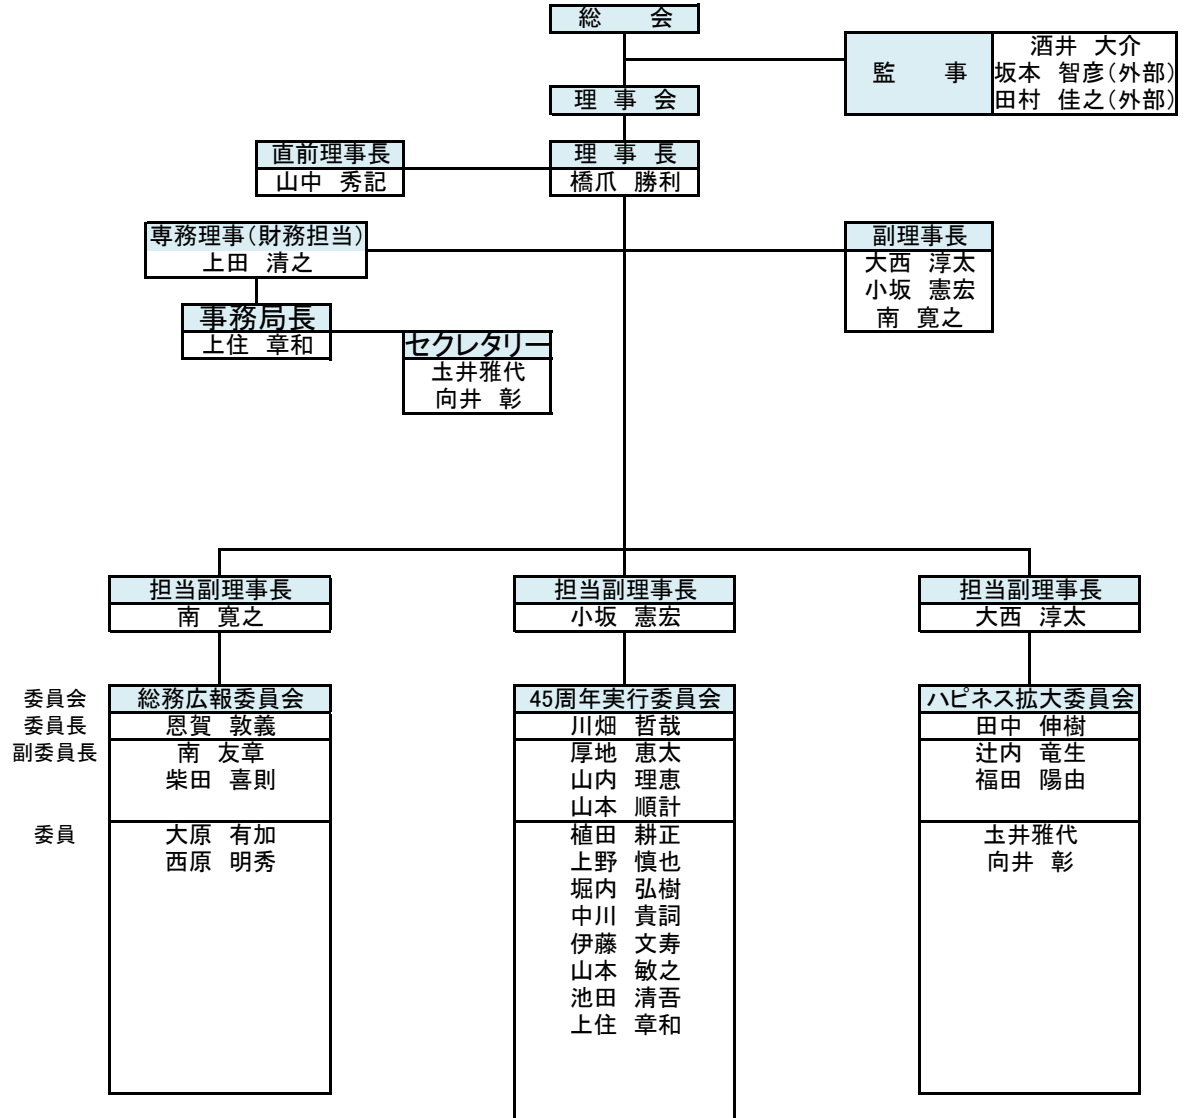 総　会
監　事
酒井 大介
坂本 智彦(外部)
田村 佳之(外部)
理 事 会
直前理事長
山中 秀記
理 事 長
橋爪 勝利
専務理事(財務担当)
上田 清之
副理事長
大西 淳太
小坂 憲宏
南 寛之
事務局長
上住 章和
セクレタリー
圡井雅代
向井 彰
担当副理事長
南 寛之
担当副理事長
小坂 憲宏
担当副理事長
大西 淳太
委員会
総務広報委員会
45周年実行委員会
ハピネス拡大委員会
委員長
恩賀 敦義
川畑 哲哉
田中 伸樹
副委員長
南 友章
厚地 恵太
辻内 竜生
柴田 喜則
山内 理恵
福田 陽由
山本 順計
委員
大原 有加
植田 耕正
圡井雅代
西原 明秀
上野 慎也
向井 彰
堀内 弘樹
中川 貴詞
伊藤 文寿
山本 敏之
池田 清吾
上住 章和